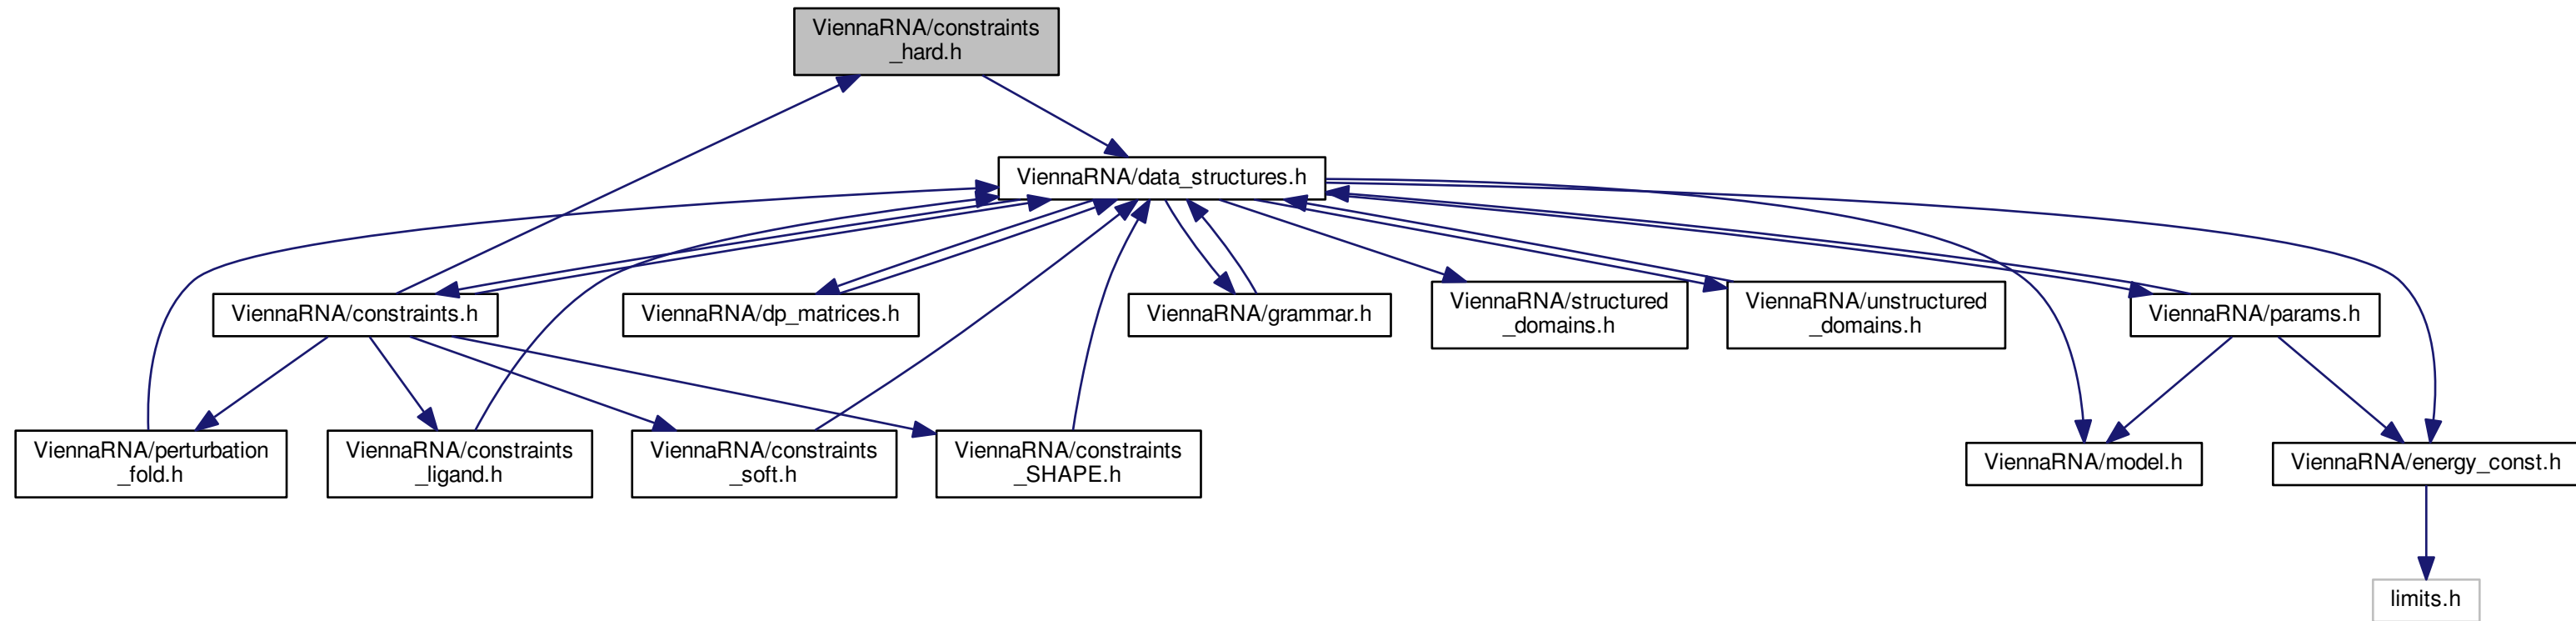 ViennaRNA/constraints
_hard.h
ViennaRNA/data_structures.h
ViennaRNA/constraints.h
ViennaRNA/dp_matrices.h
ViennaRNA/grammar.h
ViennaRNA/structured
_domains.h
ViennaRNA/unstructured
_domains.h
ViennaRNA/params.h
ViennaRNA/perturbation
_fold.h
ViennaRNA/constraints
_ligand.h
ViennaRNA/constraints
_soft.h
ViennaRNA/constraints
_SHAPE.h
ViennaRNA/model.h
ViennaRNA/energy_const.h
limits.h